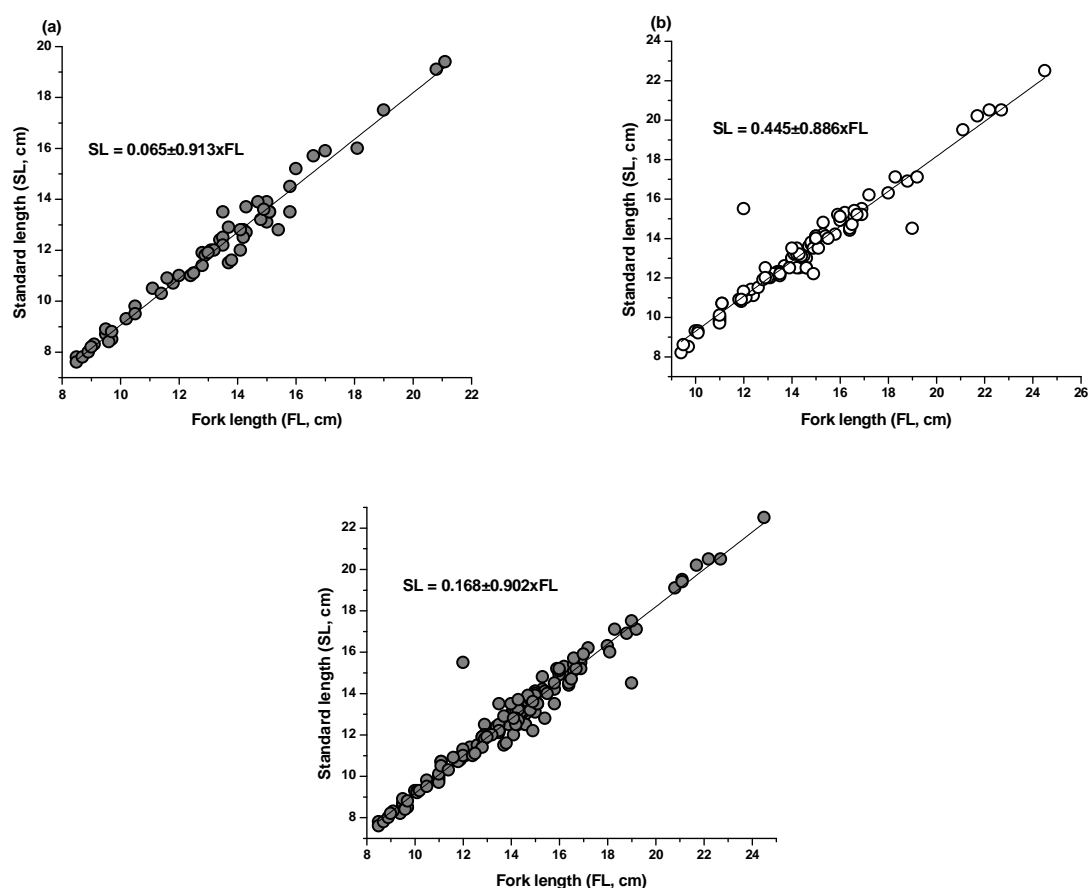 (a)
20
18
16
14
12
10
8
8 10 12 14 16 18 20 22
Standard length (SL, cm)
Fork length (FL, cm)
SL = 0.065±0.913xFL
(b)
24
22
20
18
16
14
12
10
8
10 12 14 16 18 20 22 24 26
Standard length (SL, cm)
Fork length (FL, cm)
SL = 0.445±0.886xFL
22
20
18
16
14
12
10
8
8 10 12 14 16 18 20 22 24
Standard length (SL, cm)
Fork length (FL, cm)
SL = 0.168±0.902xFL